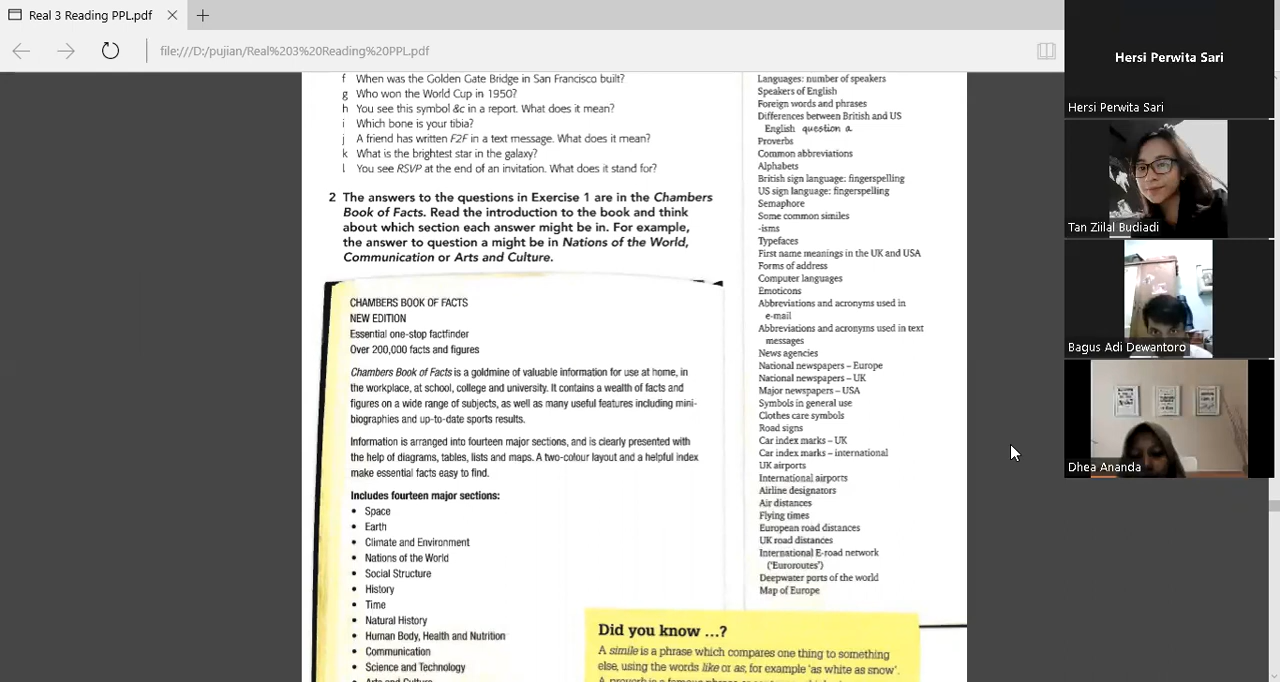 Real 3 Reading PPL.pdf
file:///D:/pujian/Real%203%20Reading%20PPL.pdf
f When was the Golden Gate Bridge in San Francisco built?
g Who won the World Cup in 1950?
h You see this symbol &c in a report. What does it mean?
i Which bone is your tibia?
j A friend has written F2F in a text message. What does it mean?
k What is the brightest star in the galaxy?
l You see RSVP at the end of an invitation. What does it stand for?
2 The answers to the questions in Exercise 1 are in the Chambers
Book of Facts. Read the introduction to the book and think
about which section each answer might be in. For example,
the answer to question a might be in Nations of the World,
Communication or Arts and Culture.
CHAMBERS BOOK OF FACTS
NEW EDITION
Essential one-stop factfinder
Over 200,000 facts and figures
Chambers Book of Facts is a goldmine of valuable information for use at home, in
the workplace, at school, college and university. It contains a wealth of facts and
figures on a wide range of subjects, as well as many useful features including mini-
biographies and up-to-date sports results.
Information is arranged into fourteen major sections, and is clearly presented with
the help of diagrams, tables, lists and maps. A two-colour layout and a helpful index
make essential facts easy to find.
Includes fourteen major sections:
• Space
• Earth
• Climate and Environment
• Nations of the World
• Social Structure
• History
• Time
• Natural History
• Human Body, Health and Nutrition
• Communication
• Science and Technology
• Arts and Culture
Languages: number of speakers
Speakers of English
Foreign words and phrases
Differences between British and US
English question a
Proverbs
Common abbreviations
Alphabets
British sign language: fingerspelling
US sign language: fingerspelling
Semaphore
Some common similes
-isms
Typefaces
First name meanings in the UK and USA
Forms of address
Computer languages
Emoticons
Abbreviations and acronyms used in
e-mail
Abbreviations and acronyms used in text
messages
News agencies
National newspapers – Europe
National newspapers – UK
Major newspapers – USA
Symbols in general use
Clothes care symbols
Road signs
Car index marks – UK
Car index marks – international
UK airports
International airports
Airline designators
Air distances
Flying times
European road distances
UK road distances
International E-road network
('Euroroutes')
Deepwater ports of the world
Map of Europe
Did you know ...?
A simile is a phrase which compares one thing to something
else, using the words like or as, for example 'as white as snow'.
Hersi Perwita Sari
Hersi Perwita Sari
Tan Ziilal Budiadi
Bagus Adi Dewantoro
Dhea Ananda